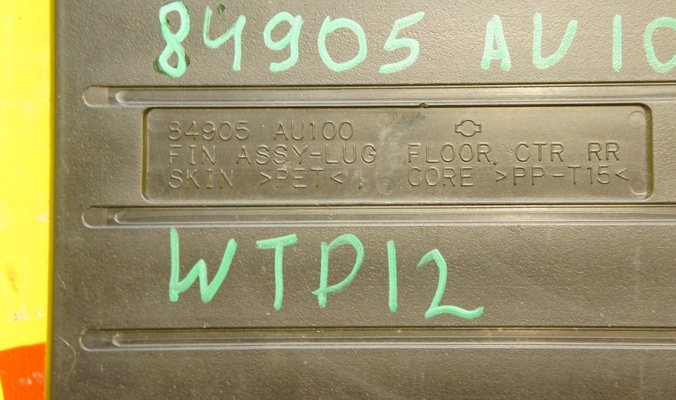 84905 AU10
84905 AU100
FIN ASSY-LUG FLOOR, CTR RR
SKIN >PET< , CORE >PP-T15<
WTP12